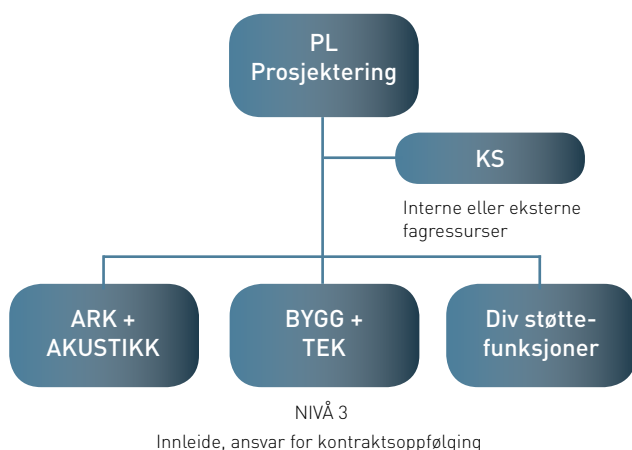 PL
Prosjektering
KS
Interne eller eksterne
fagressurser
ARK +
AKUSTIKK
BYGG +
TEK
Div støtte-
funksjoner
NIVÅ 3
Innleide, ansvar for kontraktsoppfølging